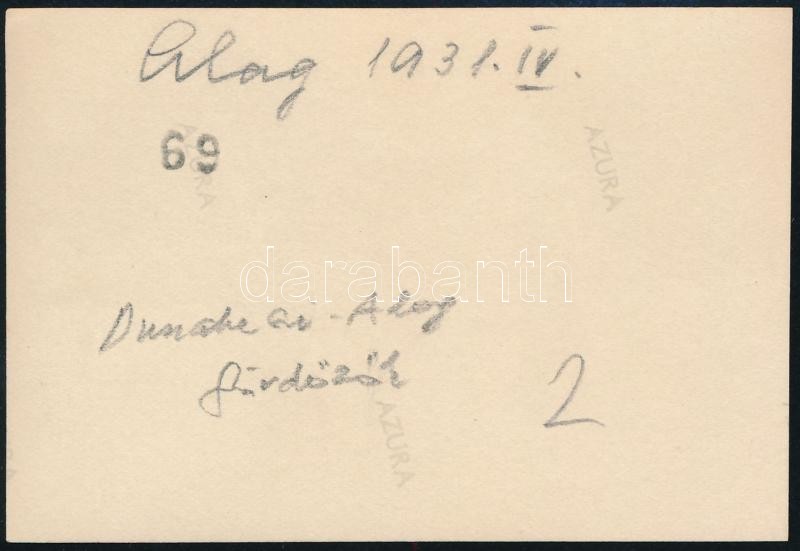 Alag 1931. IV.
69
AZURA
AZURA
darabanth
Dunakeszi-Alag
fürdőzők
2
AZURA